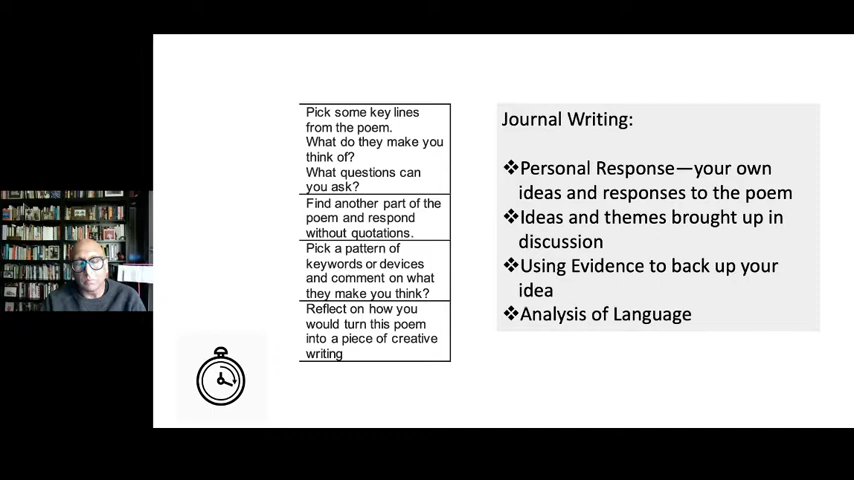 Pick some key lines
from the poem.
What do they make you
think of?
What questions can
you ask?
Find another part of the
poem and respond
without quotations.
Pick a pattern of
keywords or devices
and comment on what
they make you think?
Reflect on how you
would turn this poem
into a piece of creative
writing
Journal Writing:
❖Personal Response—your own
ideas and responses to the poem
❖Ideas and themes brought up in
discussion
❖Using Evidence to back up your
idea
❖Analysis of Language